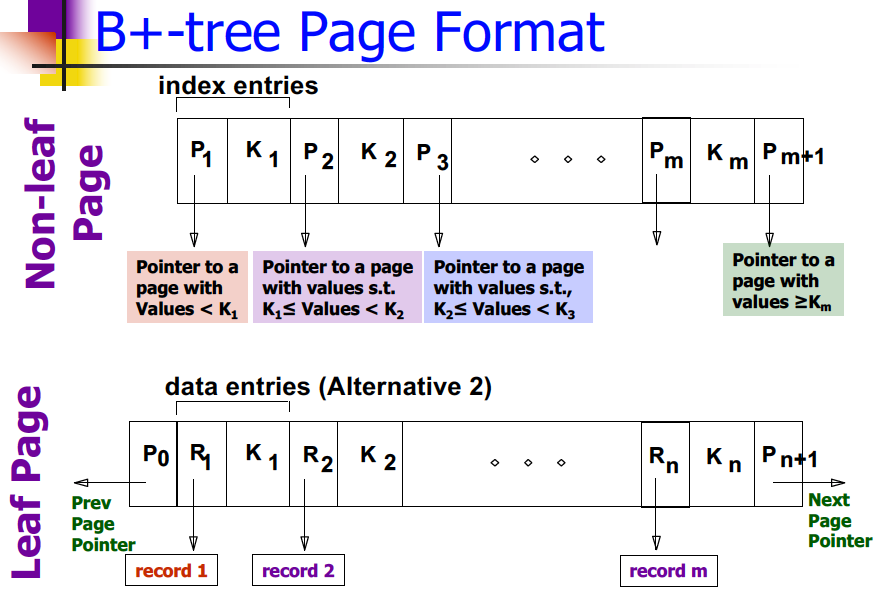 B+-tree Page Format
index entries
Non-leaf
Page
P1 K1 P2 K2 P3 Pm Km Pm+1
Pointer to a
page with
Values < K1
Pointer to a page
with values s.t.
K1≤ Values < K2
Pointer to a page
with values s.t.,
K2≤ Values < K3
Pointer to a
page with
values ≥Km
data entries (Alternative 2)
Leaf Page
P0 R1 K1 R2 K2 Rn Kn Pn+1
Prev
Page
Pointer
Next
Page
Pointer
record 1
record 2
record m